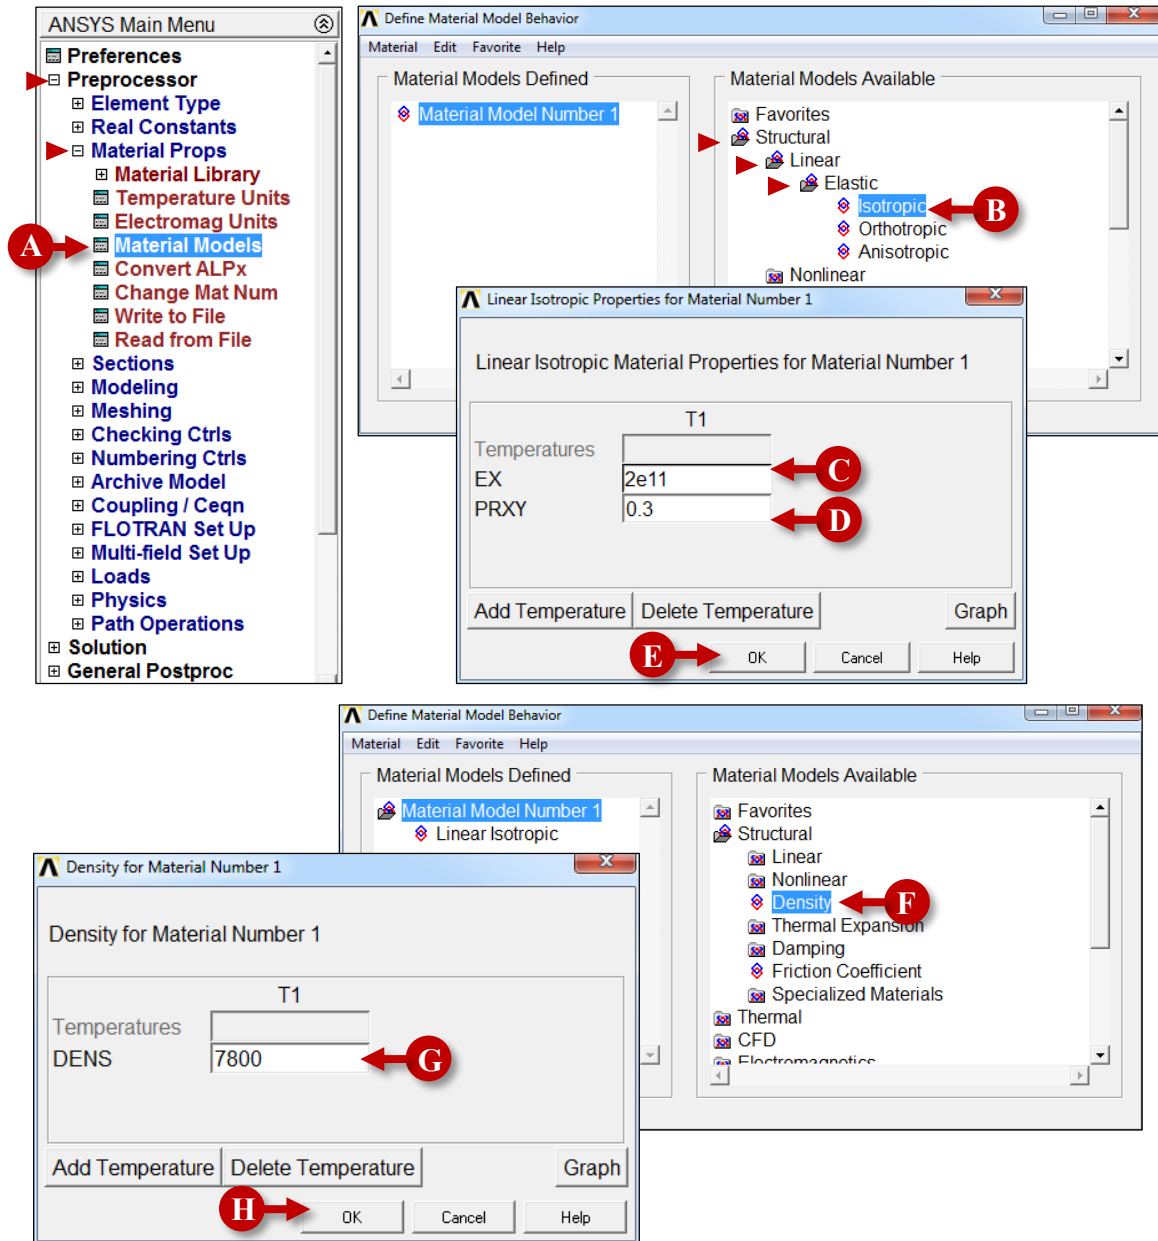 ANSYS Main Menu
Preferences
Preprocessor
Element Type
Real Constants
Material Props
Material Library
Temperature Units
Electromag Units
A
Material Models
Convert ALPx
Change Mat Num
Write to File
Read from File
Sections
Modeling
Meshing
Checking Ctrls
Numbering Ctrls
Archive Model
Coupling / Ceqn
FLOTRAN Set Up
Multi-field Set Up
Loads
Physics
Path Operations
Solution
General Postproc
Define Material Model Behavior
Material Edit Favorite Help
Material Models Defined
Material Model Number 1
Material Models Available
Favorites
Structural
Linear
Elastic
Isotropic
B
Orthotropic
Anisotropic
Nonlinear
Linear Isotropic Properties for Material Number 1
Linear Isotropic Material Properties for Material Number 1
T1
Temperatures
EX 2e11
C
PRXY 0.3
D
Add Temperature Delete Temperature Graph
E
OK Cancel Help
Define Material Model Behavior
Material Edit Favorite Help
Material Models Defined
Material Model Number 1
Linear Isotropic
Material Models Available
Favorites
Structural
Linear
Nonlinear
Density
F
Thermal Expansion
Damping
Friction Coefficient
Specialized Materials
Thermal
CFD
Electromagnetics
Density for Material Number 1
Density for Material Number 1
T1
Temperatures
DENS 7800
G
Add Temperature Delete Temperature Graph
H
OK Cancel Help